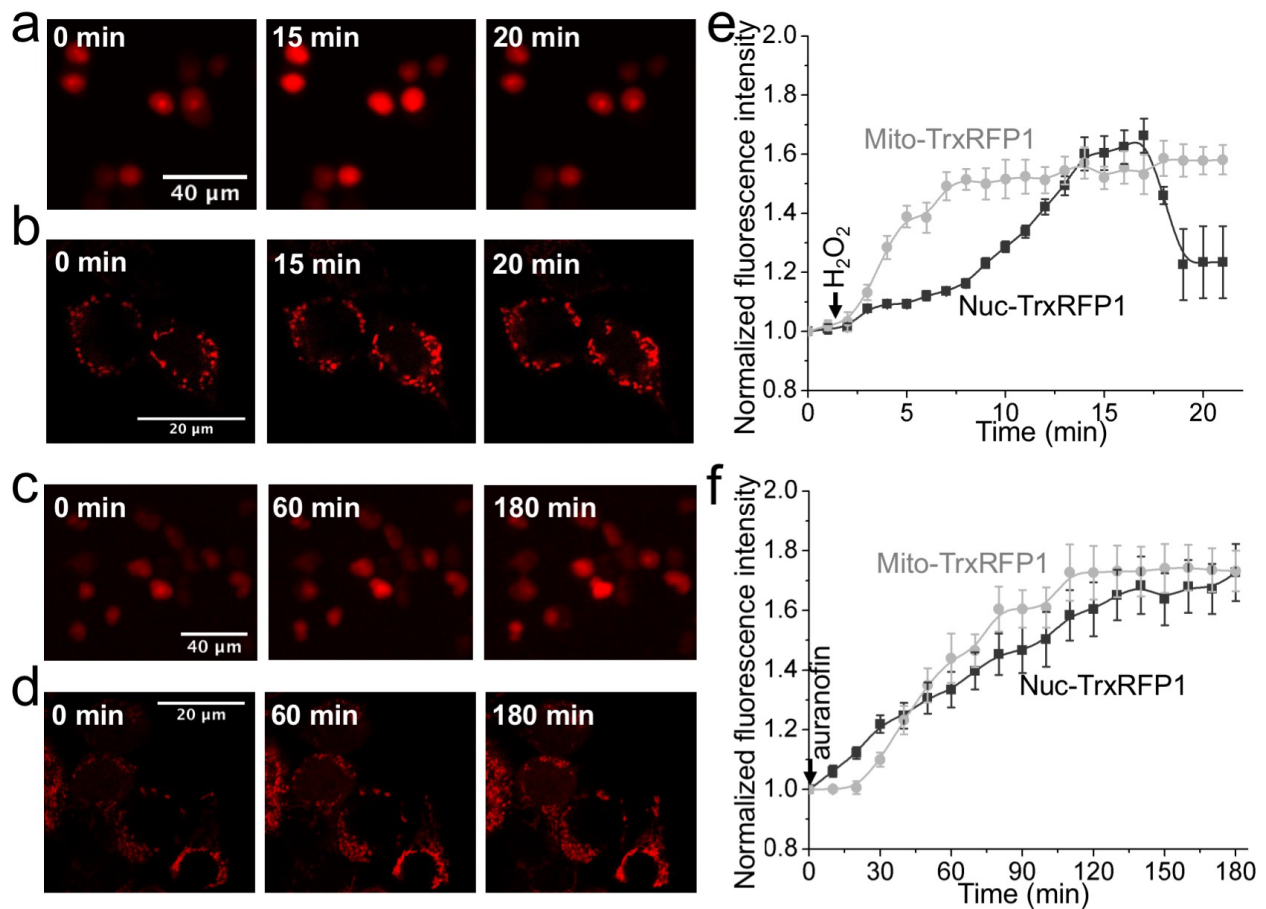 a
0 min
15 min
20 min
40 µm
b
0 min
15 min
20 min
20 µm
c
0 min
60 min
180 min
40 µm
d
0 min
20 µm
60 min
180 min
e
Normalized fluorescence intensity
2.0
1.8
1.6
1.4
1.2
1.0
0.8
Mito-TrxRFP1
H₂O₂
Nuc-TrxRFP1
0 5 10 15 20
Time (min)
f
Normalized fluorescence intensity
2.0
1.8
1.6
1.4
1.2
1.0
0.8
Mito-TrxRFP1
auranofin
Nuc-TrxRFP1
0 30 60 90 120 150 180
Time (min)